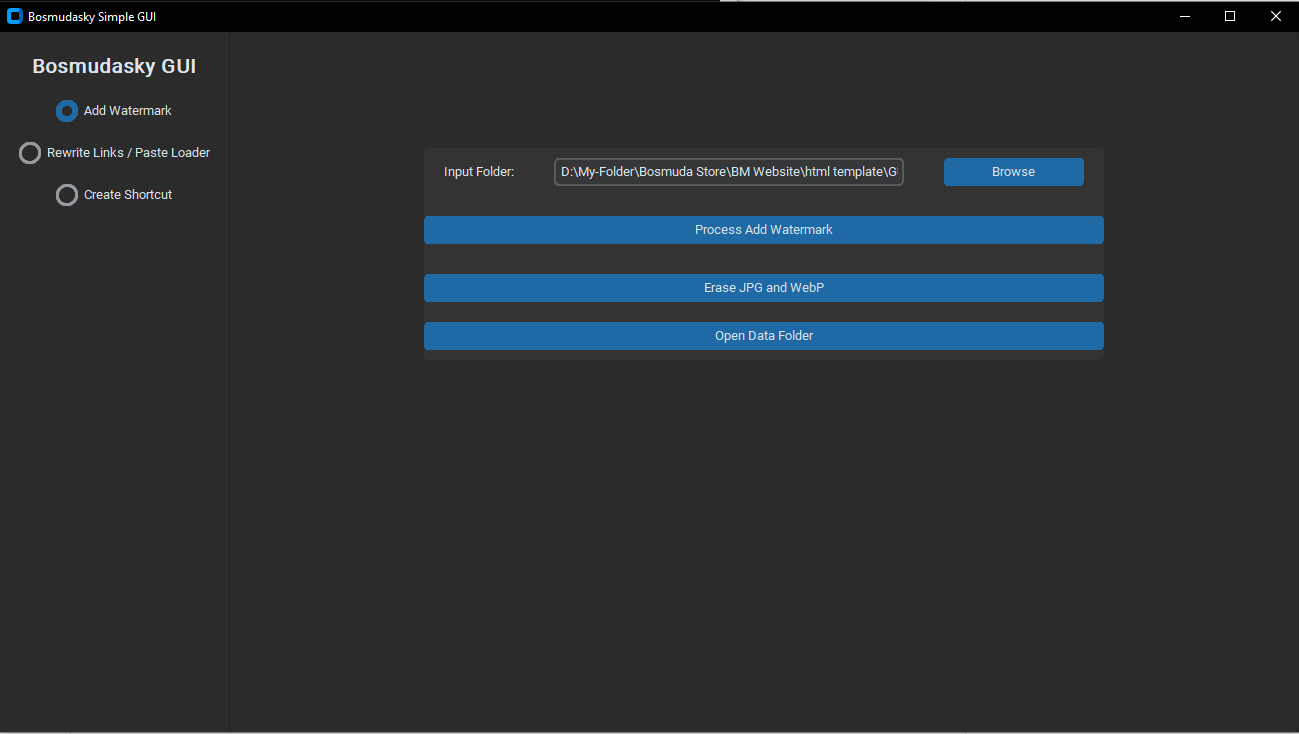 Bosmudasky Simple GUI
Bosmudasky GUI
Add Watermark
Rewrite Links / Paste Loader
Create Shortcut
Input Folder: D:\My-Folder\Bosmuda Store\BM Website\html template\G Browse
Process Add Watermark
Erase JPG and WebP
Open Data Folder